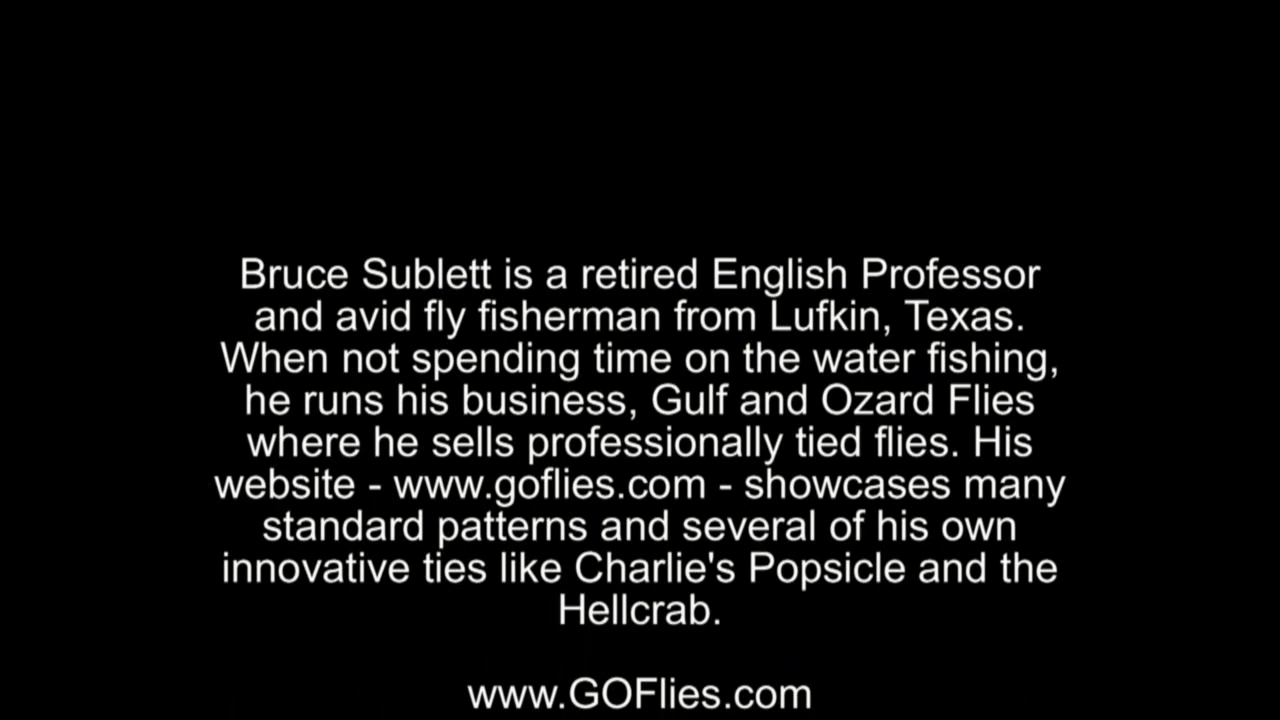 Bruce Sublett is a retired English Professor
and avid fly fisherman from Lufkin, Texas.
When not spending time on the water fishing,
he runs his business, Gulf and Ozard Flies
where he sells professionally tied flies. His
website - www.goflies.com - showcases many
standard patterns and several of his own
innovative ties like Charlie's Popsicle and the
Hellcrab.
www.GOFlies.com